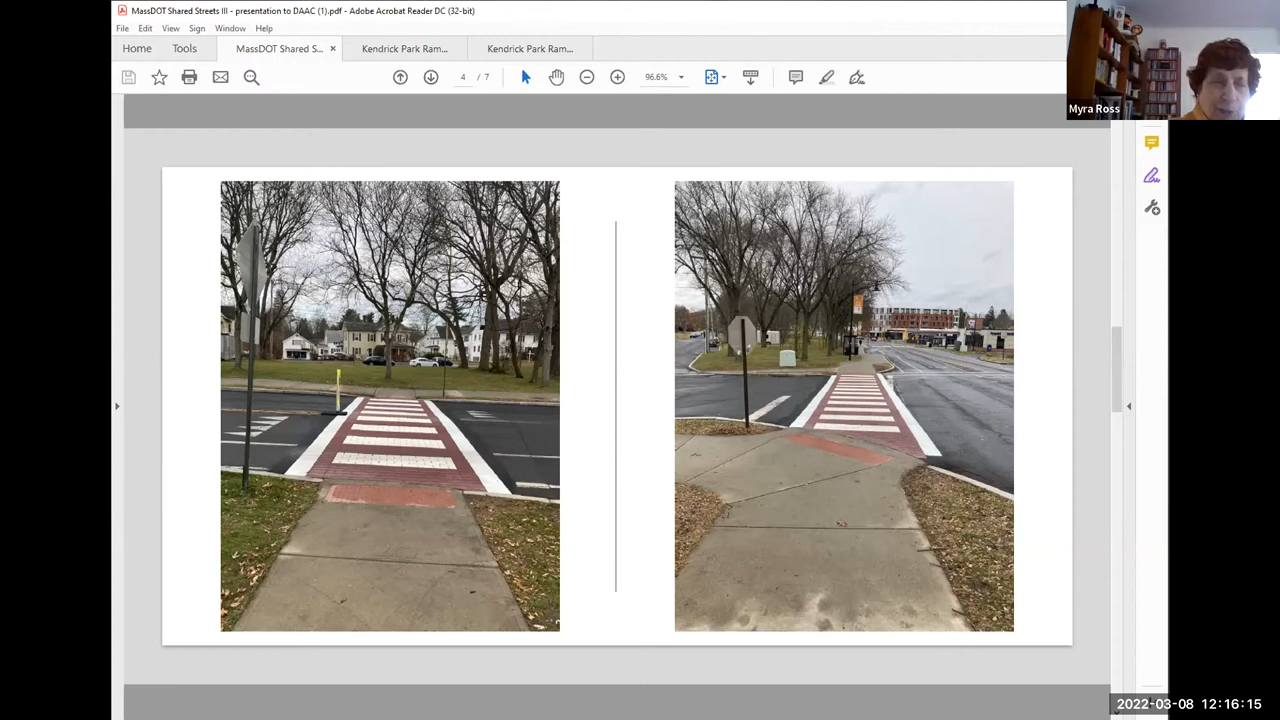 MassDOT Shared Streets III - presentation to DAAC (1).pdf - Adobe Acrobat Reader DC (32-bit)
File Edit View Sign Window Help
Home Tools MassDOT Shared S... × Kendrick Park Ram... Kendrick Park Ram...
4 / 7 96.6%
Myra Ross
2022-03-08 12:16:15